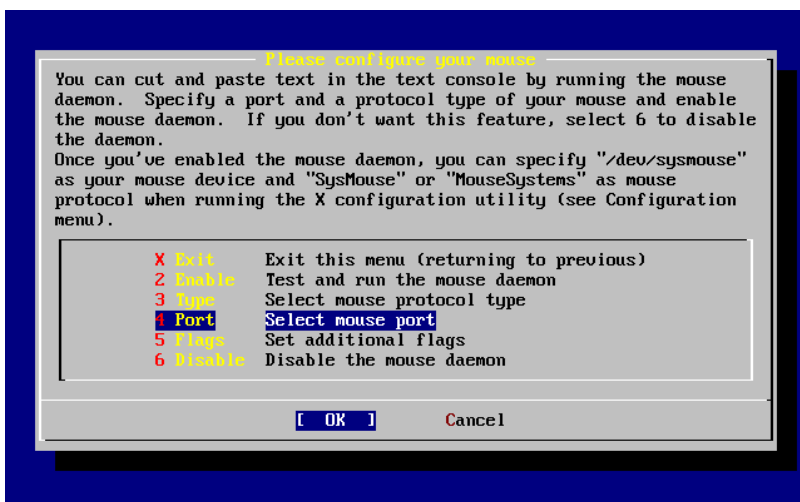 Please configure your mouse
You can cut and paste text in the text console by running the mouse
daemon.  Specify a port and a protocol type of your mouse and enable
the mouse daemon.  If you don't want this feature, select 6 to disable
the daemon.
Once you've enabled the mouse daemon, you can specify "/dev/sysmouse"
as your mouse device and "SysMouse" or "MouseSystems" as mouse
protocol when running the X configuration utility (see Configuration
menu).
X Exit     Exit this menu (returning to previous)
2 Enable   Test and run the mouse daemon
3 Type     Select mouse protocol type
4 Port     Select mouse port
5 Flags    Set additional flags
6 Disable  Disable the mouse daemon
[  OK  ]       Cancel